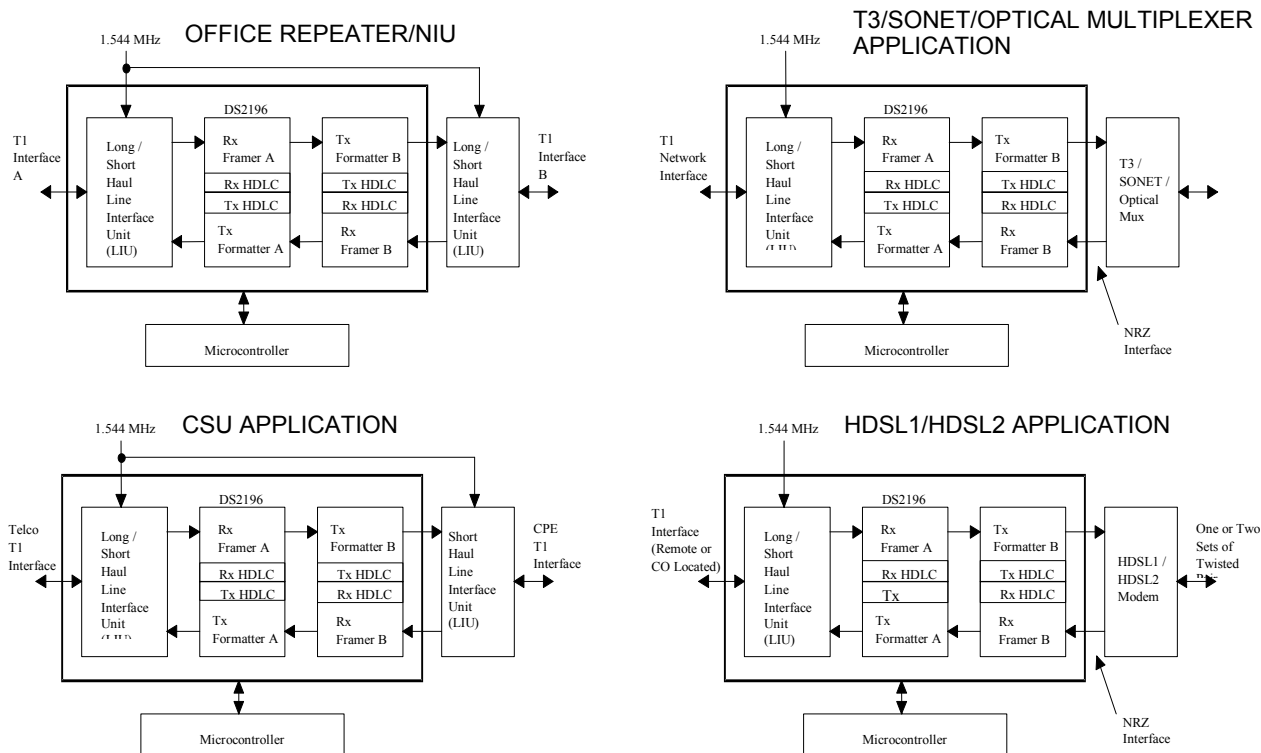 OFFICE REPEATER/NIU
1.544 MHz
DS2196
T1
Interface
A
Long /
Short
Haul
Line
Interface
Unit
(LIU)
Rx
Framer A
Rx HDLC
Tx HDLC
Tx
Formatter A
Tx
Formatter B
Tx HDLC
Rx HDLC
Rx
Framer B
Long /
Short
Haul
Line
Interface
Unit
(LIU)
T1
Interface
B
Microcontroller
T3/SONET/OPTICAL MULTIPLEXER
APPLICATION
1.544 MHz
DS2196
T1
Network
Interface
Long /
Short
Haul
Line
Interface
Unit
(LIU)
Rx
Framer A
Rx HDLC
Tx HDLC
Tx
Formatter A
Tx
Formatter B
Tx HDLC
Rx HDLC
Rx
Framer B
T3 /
SONET /
Optical
Mux
NRZ
Interface
Microcontroller
CSU APPLICATION
1.544 MHz
DS2196
Telco
T1
Interface
Long /
Short
Haul
Line
Interface
Unit
(LIU)
Rx
Framer A
Rx HDLC
Tx HDLC
Tx
Formatter A
Tx
Formatter B
Tx HDLC
Rx HDLC
Rx
Framer B
Short
Haul
Line
Interface
Unit
(LIU)
CPE
T1
Interface
Microcontroller
HDSL1/HDSL2 APPLICATION
1.544 MHz
DS2196
T1
Interface
(Remote or
CO Located)
Long /
Short
Haul
Line
Interface
Unit
(LIU)
Rx
Framer A
Rx HDLC
Tx
Tx
Formatter A
Tx
Formatter B
Tx HDLC
Rx HDLC
Rx
Framer B
HDSL1 /
HDSL2
Modem
One or Two
Sets of
Twisted
Pair
NRZ
Interface
Microcontroller